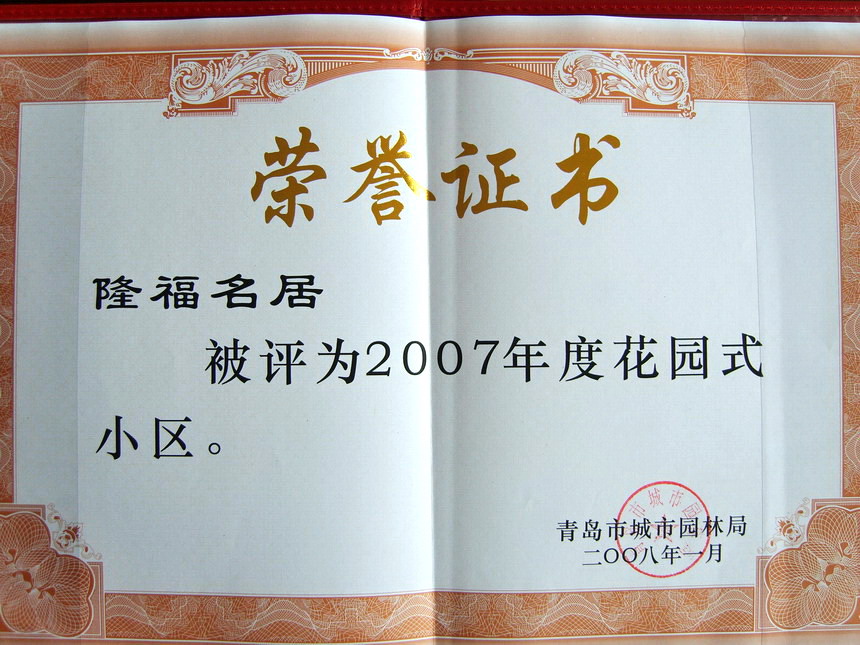 荣誉证书
隆福名居
被评为2007年度花园式
小区。
青岛市城市园林局
二〇〇八年一月